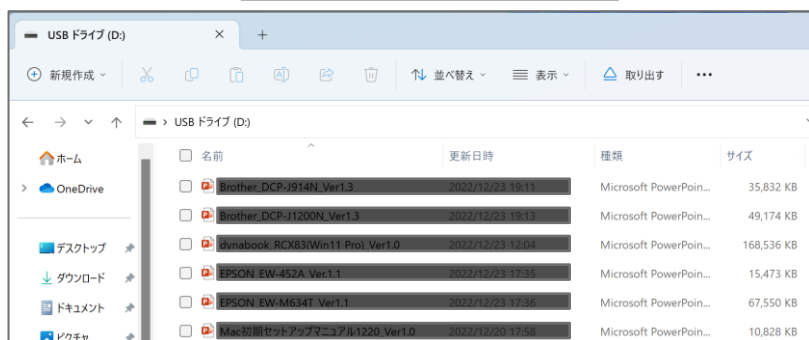 USB ドライブ (D:)
新規作成 並べ替え 表示 取り出す
USB ドライブ (D:)
ホーム 名前 更新日時 種類 サイズ
OneDrive Brother_DCP-J914N_Ver1.3 2022/12/23 19:11 Microsoft PowerPoin... 35,832 KB
Brother_DCP-J1200N_Ver1.3 2022/12/23 19:13 Microsoft PowerPoin... 49,174 KB
デスクトップ dynabook_RCX83(Win11 Pro)_Ver1.0 2022/12/23 12:04 Microsoft PowerPoin... 168,536 KB
ダウンロード EPSON_EW-452A_Ver.1.1 2022/12/23 17:35 Microsoft PowerPoin... 15,473 KB
ドキュメント EPSON_EW-M634T_Ver1.1 2022/12/23 17:36 Microsoft PowerPoin... 67,550 KB
ピクチャ Mac初期セットアップマニュアル1220_Ver1.0 2022/12/20 17:58 Microsoft PowerPoin... 10,828 KB